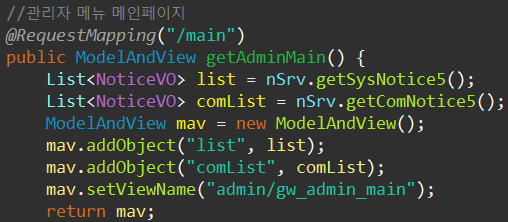 //관리자 메뉴 메인페이지
@RequestMapping("/main")
public ModelAndView getAdminMain() {
    List<NoticeVO> list = nSrv.getSysNotice5();
    List<NoticeVO> comList = nSrv.getComNotice5();
    ModelAndView mav = new ModelAndView();
    mav.addObject("list", list);
    mav.addObject("comList", comList);
    mav.setViewName("admin/gw_admin_main");
    return mav;